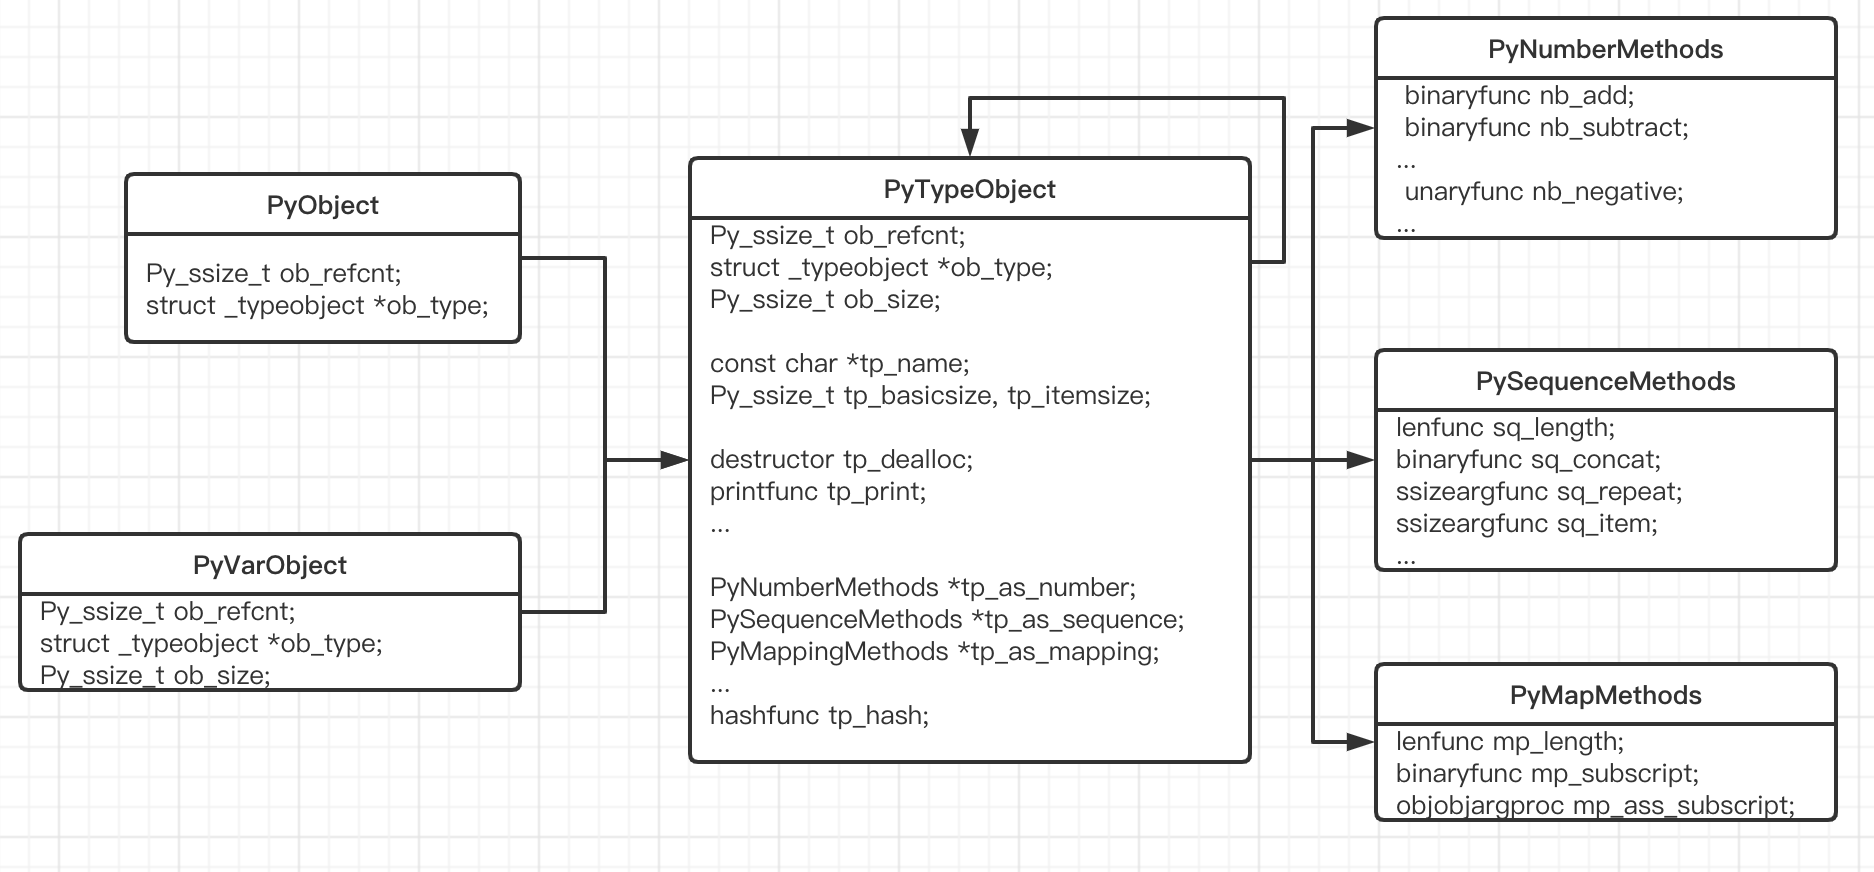 PyObject
Py_ssize_t ob_refcnt;
struct _typeobject *ob_type;
PyVarObject
Py_ssize_t ob_refcnt;
struct _typeobject *ob_type;
Py_ssize_t ob_size;
PyTypeObject
Py_ssize_t ob_refcnt;
struct _typeobject *ob_type;
Py_ssize_t ob_size;
const char *tp_name;
Py_ssize_t tp_basicsize, tp_itemsize;
destructor tp_dealloc;
printfunc tp_print;
...
PyNumberMethods *tp_as_number;
PySequenceMethods *tp_as_sequence;
PyMappingMethods *tp_as_mapping;
...
hashfunc tp_hash;
PyNumberMethods
binaryfunc nb_add;
binaryfunc nb_subtract;
...
unaryfunc nb_negative;
...
PySequenceMethods
lenfunc sq_length;
binaryfunc sq_concat;
ssizeargfunc sq_repeat;
ssizeargfunc sq_item;
...
PyMapMethods
lenfunc mp_length;
binaryfunc mp_subscript;
objobjargproc mp_ass_subscript;